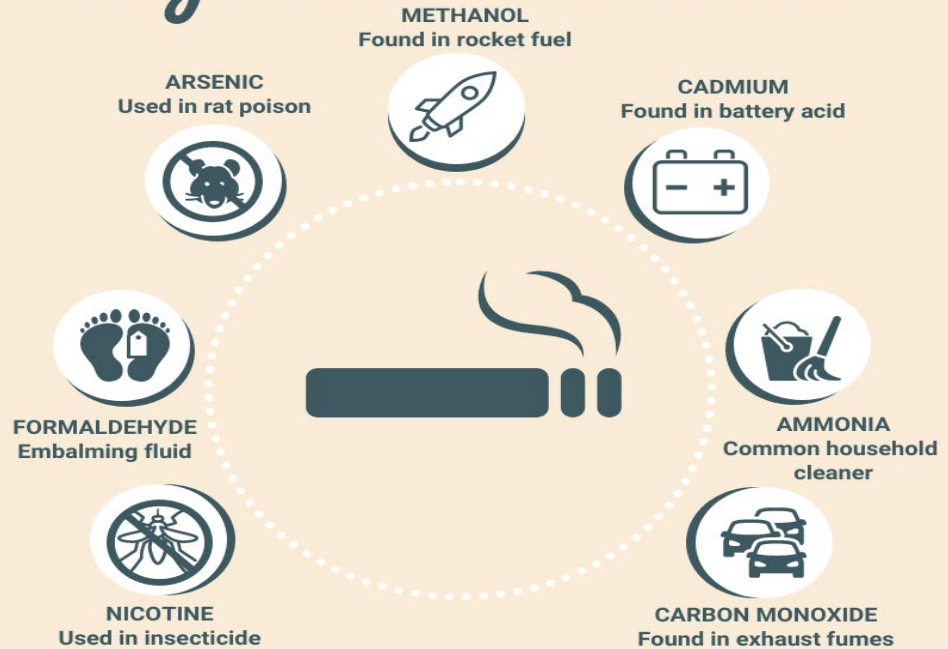 METHANOL
Found in rocket fuel
ARSENIC
Used in rat poison
CADMIUM
Found in battery acid
FORMALDEHYDE
Embalming fluid
AMMONIA
Common household
cleaner
NICOTINE
Used in insecticide
CARBON MONOXIDE
Found in exhaust fumes